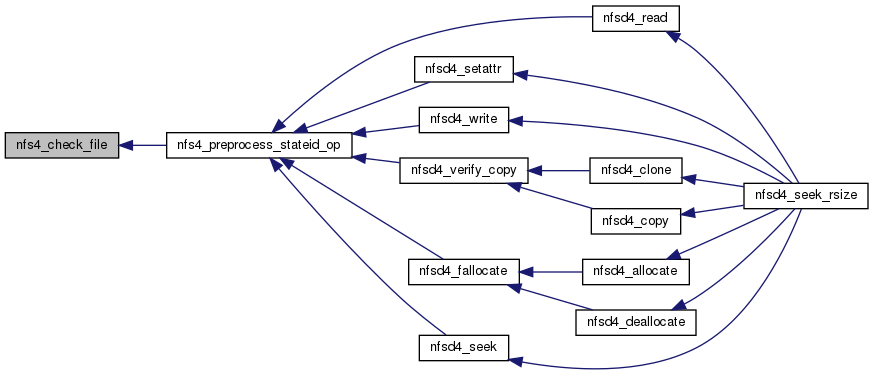 nfsd4_read
nfsd4_setattr
nfsd4_write
nfs4_check_file
nfs4_preprocess_stateid_op
nfsd4_verify_copy
nfsd4_clone
nfsd4_seek_rsize
nfsd4_copy
nfsd4_fallocate
nfsd4_allocate
nfsd4_deallocate
nfsd4_seek